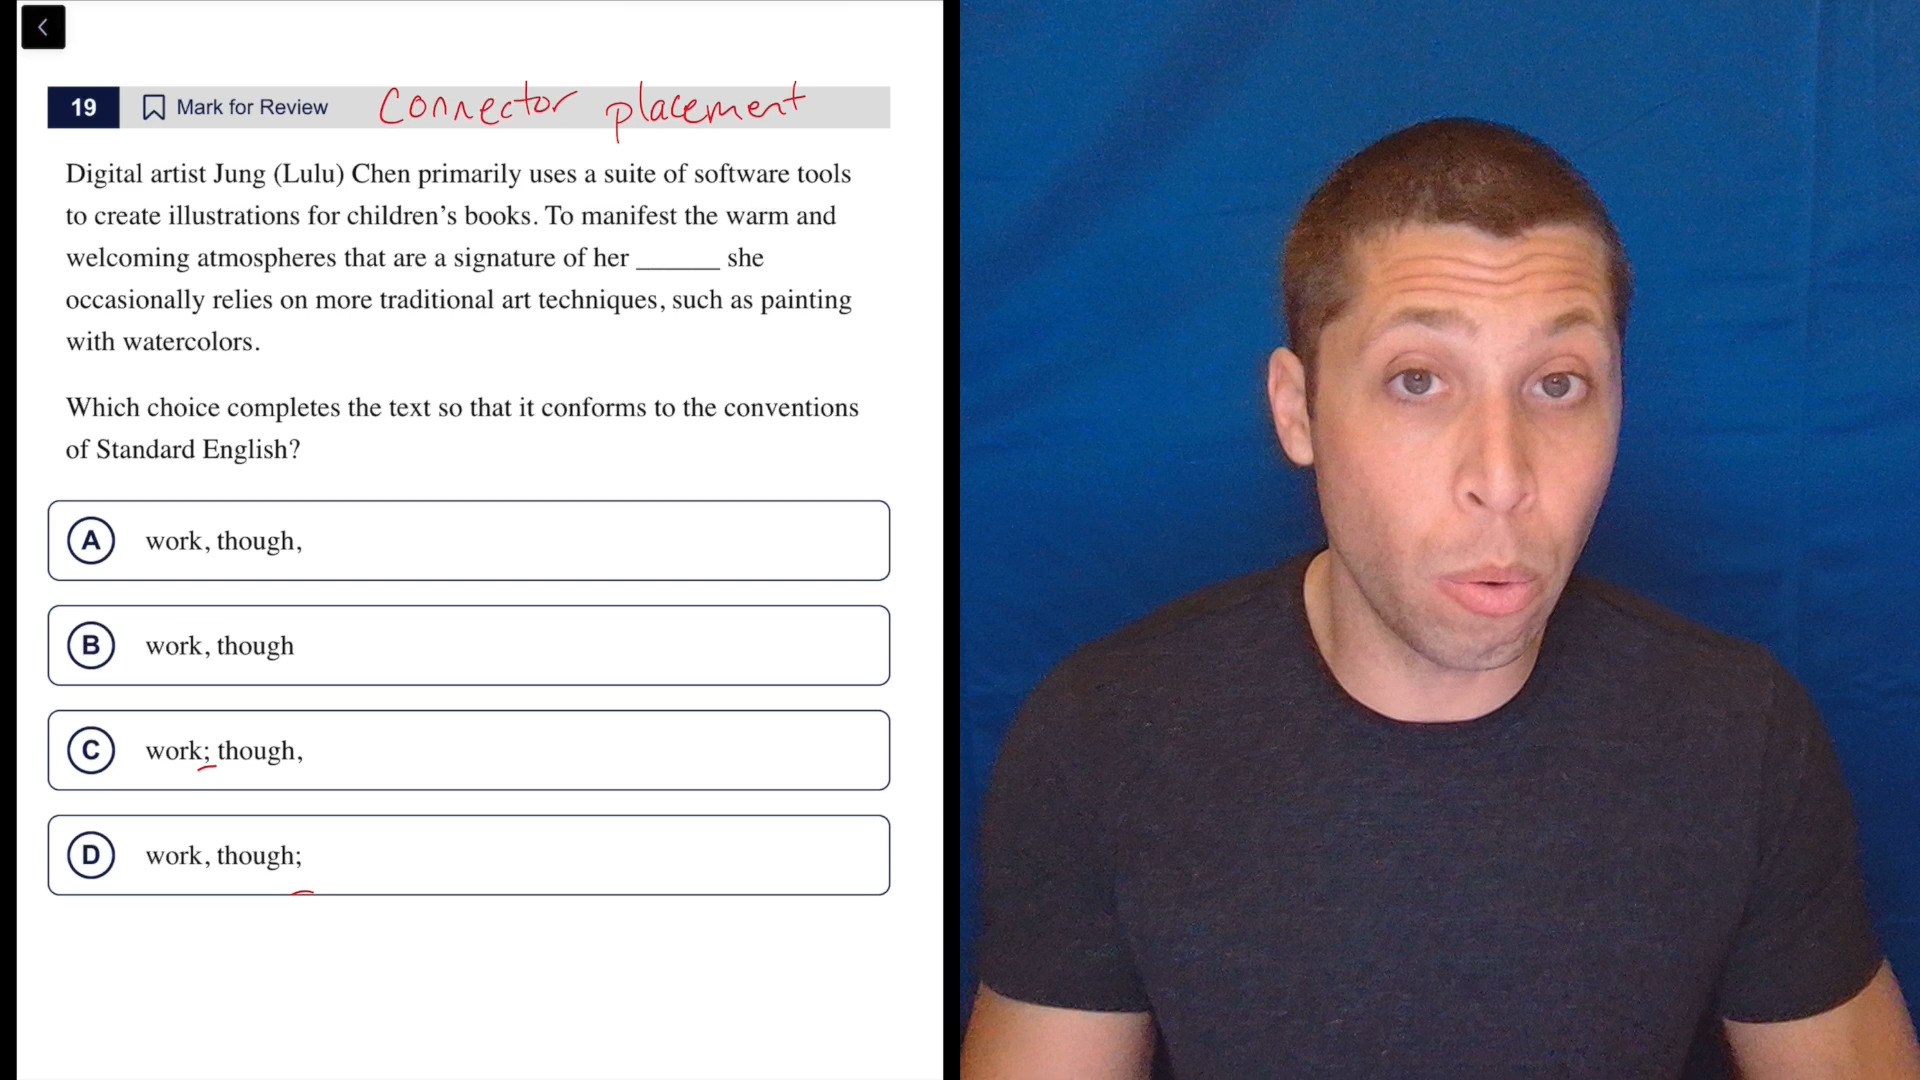 19 Mark for Review Connector placement
Digital artist Jung (Lulu) Chen primarily uses a suite of software tools
to create illustrations for children’s books. To manifest the warm and
welcoming atmospheres that are a signature of her ______ she
occasionally relies on more traditional art techniques, such as painting
with watercolors.
Which choice completes the text so that it conforms to the conventions
of Standard English?
A work, though,
B work, though
C work; though,
D work, though;